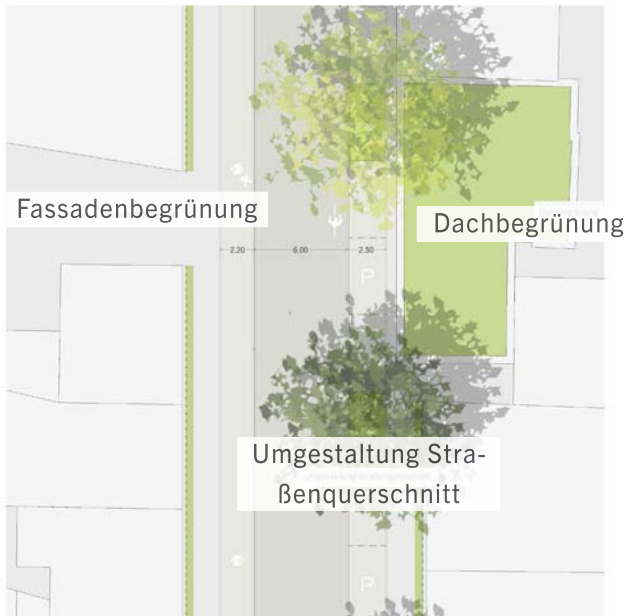 Fassadenbegrünung
Dachbegrünung
2.20
6.00
2.50
P
Umgestaltung Stra-
ßenquerschnitt
P